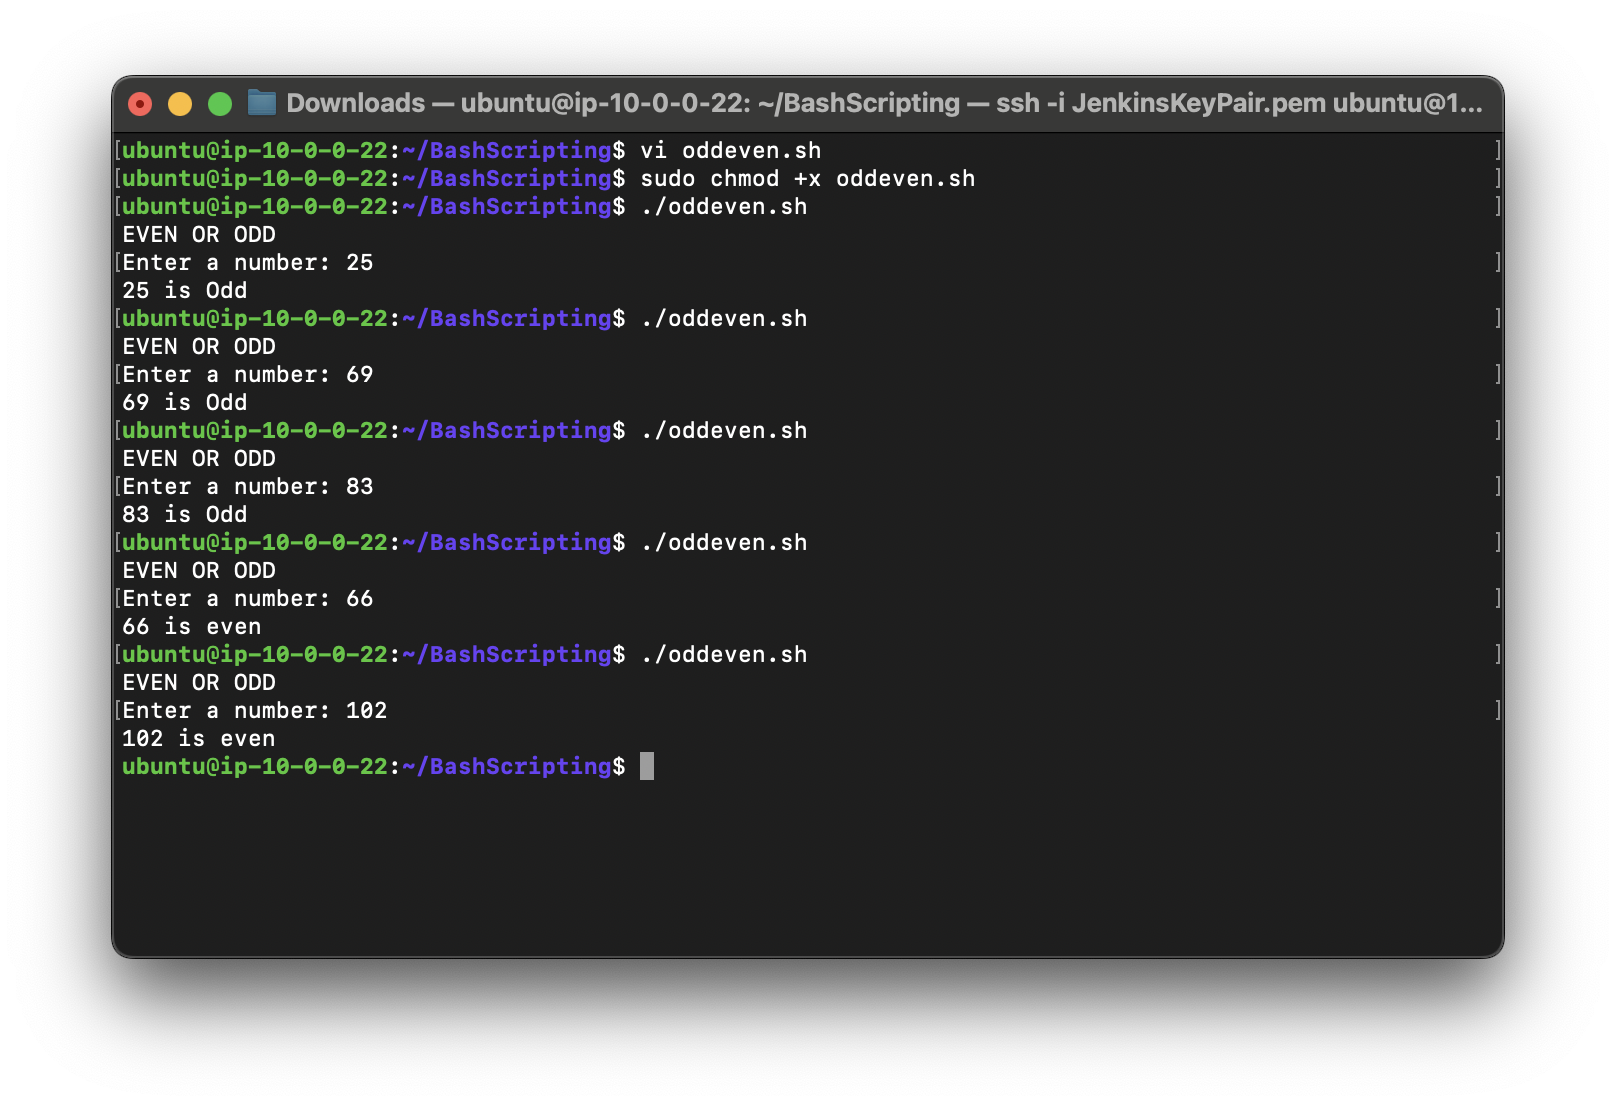 Downloads — ubuntu@ip-10-0-0-22: ~/BashScripting — ssh -i JenkinsKeyPair.pem ubuntu@1...
[ubuntu@ip-10-0-0-22:~/BashScripting$ vi oddeven.sh ]
[ubuntu@ip-10-0-0-22:~/BashScripting$ sudo chmod +x oddeven.sh ]
[ubuntu@ip-10-0-0-22:~/BashScripting$ ./oddeven.sh ]
EVEN OR ODD
[Enter a number: 25 ]
25 is Odd
[ubuntu@ip-10-0-0-22:~/BashScripting$ ./oddeven.sh ]
EVEN OR ODD
[Enter a number: 69 ]
69 is Odd
[ubuntu@ip-10-0-0-22:~/BashScripting$ ./oddeven.sh ]
EVEN OR ODD
[Enter a number: 83 ]
83 is Odd
[ubuntu@ip-10-0-0-22:~/BashScripting$ ./oddeven.sh ]
EVEN OR ODD
[Enter a number: 66 ]
66 is even
[ubuntu@ip-10-0-0-22:~/BashScripting$ ./oddeven.sh ]
EVEN OR ODD
[Enter a number: 102 ]
102 is even
ubuntu@ip-10-0-0-22:~/BashScripting$